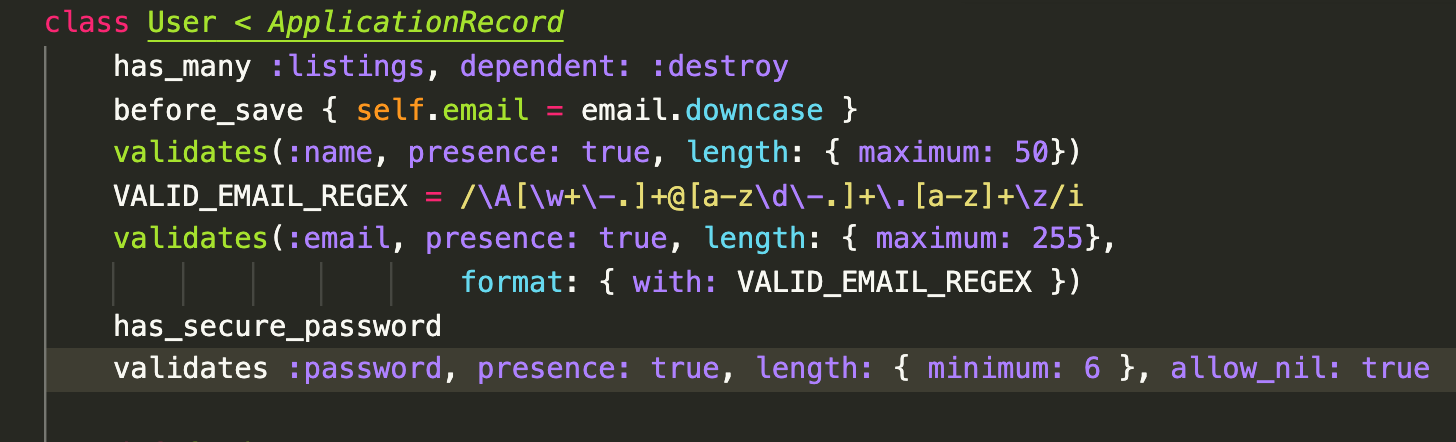 class User < ApplicationRecord
has_many :listings, dependent: :destroy
before_save { self.email = email.downcase }
validates(:name, presence: true, length: { maximum: 50})
VALID_EMAIL_REGEX = /\A[\w+\-.]+@[a-z\d\-.]+\.[a-z]+\z/i
validates(:email, presence: true, length: { maximum: 255},
format: { with: VALID_EMAIL_REGEX })
has_secure_password
validates :password, presence: true, length: { minimum: 6 }, allow_nil: true